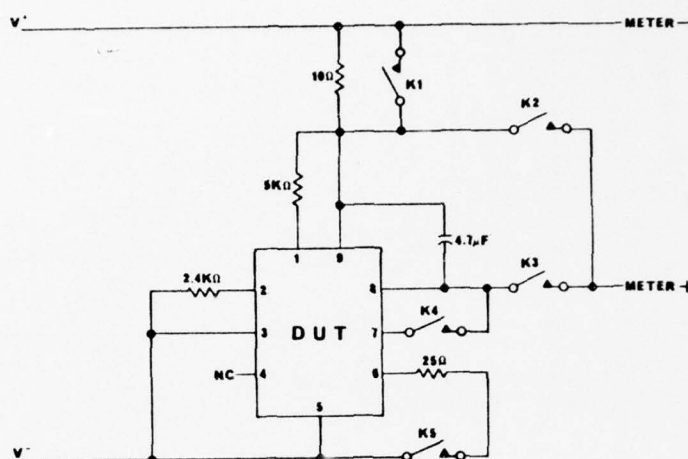 V+ METER -
10Ω K1
K2
5KΩ
4.7µF
1 9
2.4KΩ 2 8 K3 METER +
K4
3 DUT 7
25Ω
NC 4 6
5
K5
V-